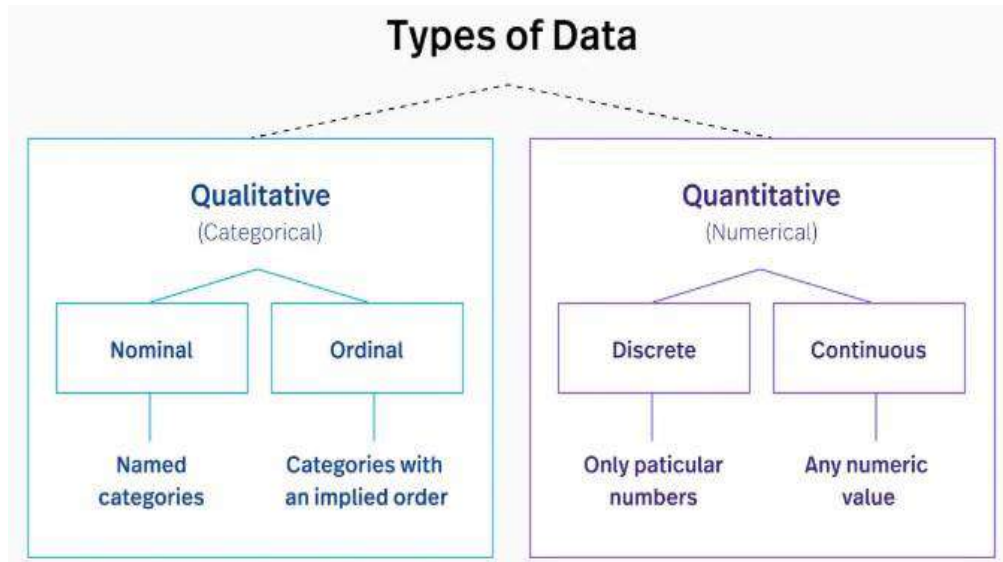 Types of Data
Qualitative
(Categorical)
Nominal
Ordinal
Named
categories
Categories with
an implied order
Quantitative
(Numerical)
Discrete
Continuous
Only paticular
numbers
Any numeric
value